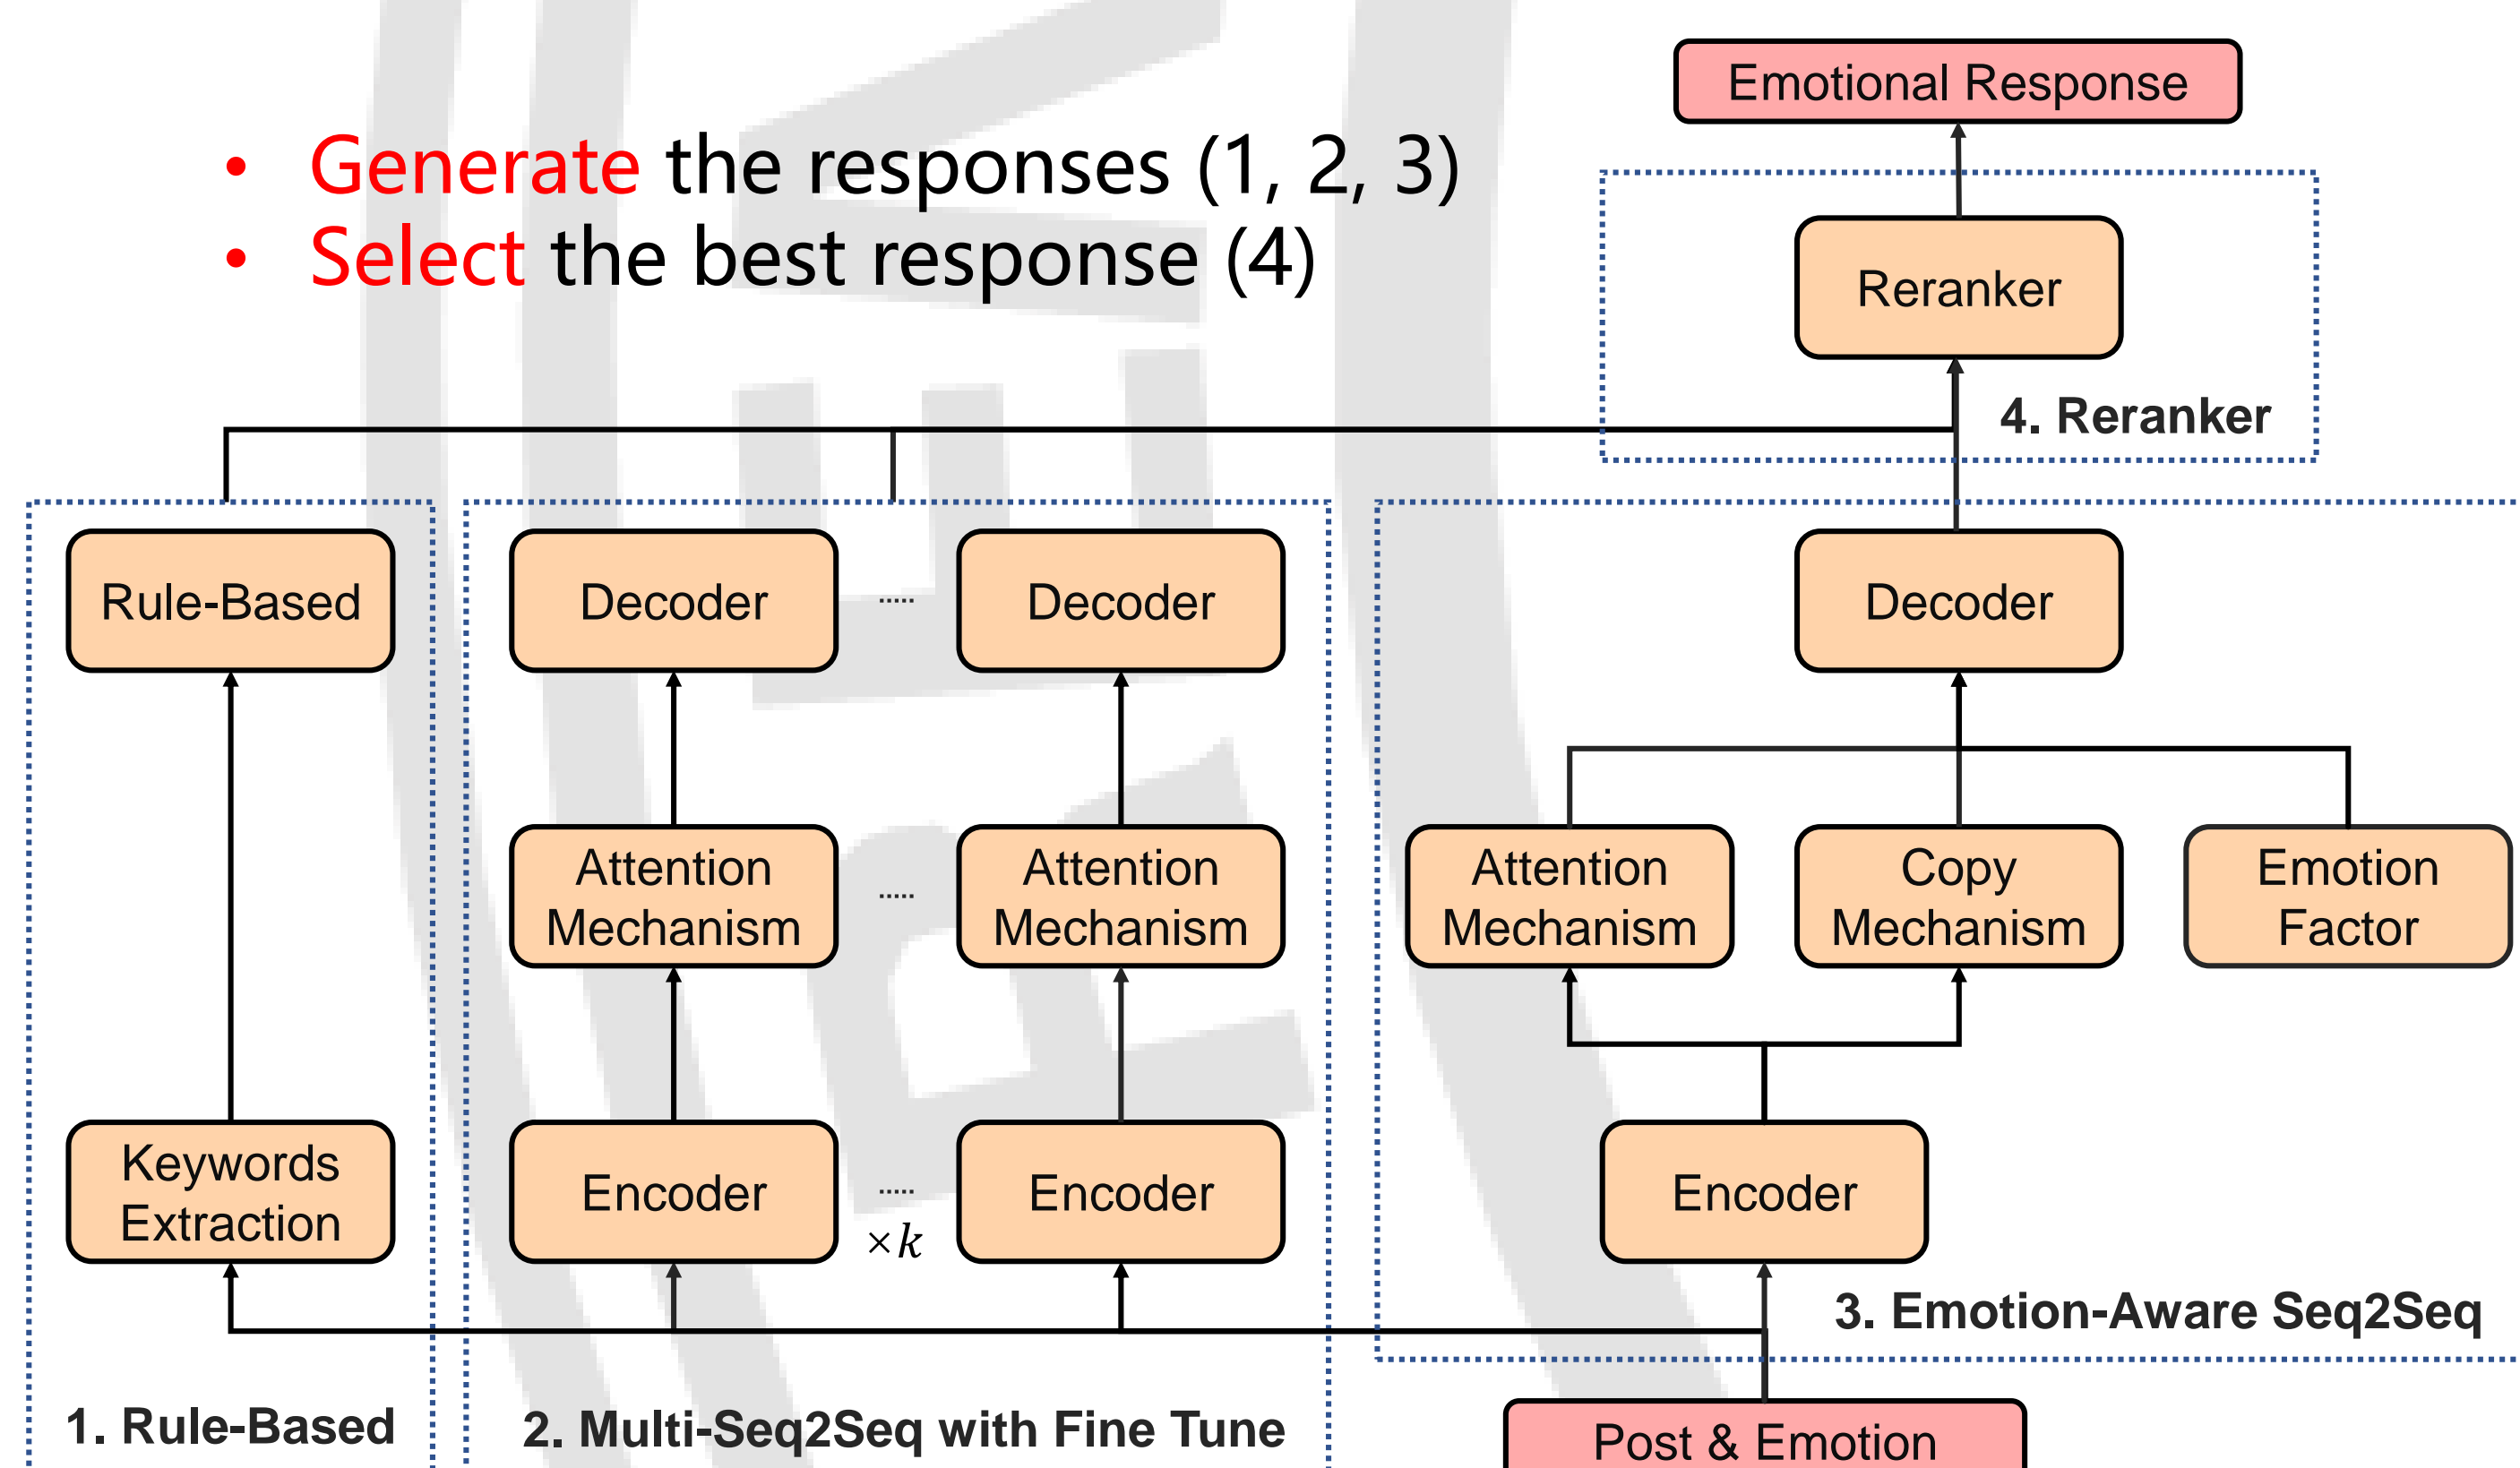 Emotional Response
• Generate the responses (1, 2, 3)
• Select the best response (4)
Reranker
4. Reranker
Rule-Based
Decoder
......
Decoder
Decoder
Attention
Mechanism
......
Attention
Mechanism
Attention
Mechanism
Copy
Mechanism
Emotion
Factor
Keywords
Extraction
Encoder
......
×k
Encoder
Encoder
3. Emotion-Aware Seq2Seq
1. Rule-Based
2. Multi-Seq2Seq with Fine Tune
Post & Emotion